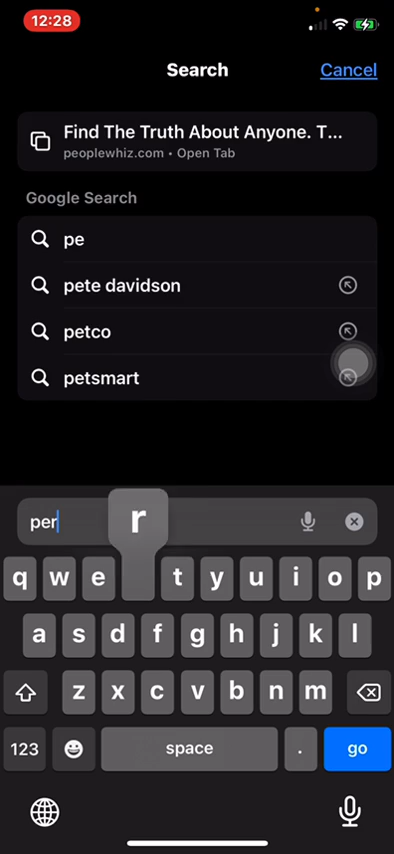 12:28
Search
Cancel
Find The Truth About Anyone. T...
peoplewhiz.com • Open Tab
Google Search
pe
pete davidson
petco
petsmart
per
r
q w e t y u i o p
a s d f g h j k l
z x c v b n m
123 space . go